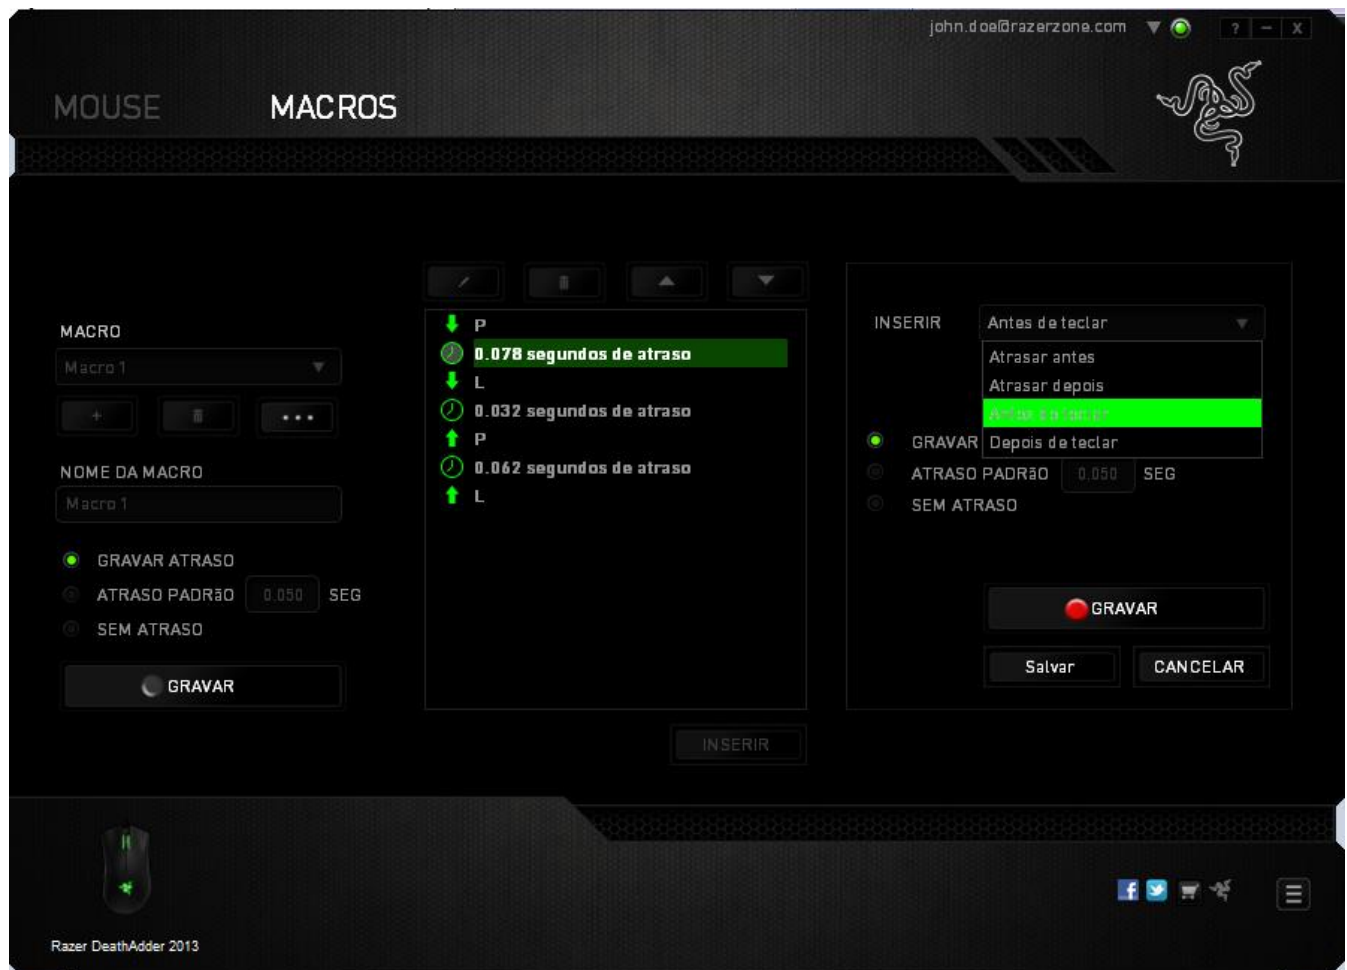 john.doe@razerzone.com
? – X
MOUSE
MACROS
MACRO
Macro 1
+
...
NOME DA MACRO
Macro 1
GRAVAR ATRASO
ATRASO PADRãO 0.050 SEG
SEM ATRASO
GRAVAR
P
0.078 segundos de atraso
L
0.032 segundos de atraso
P
0.062 segundos de atraso
L
INSERIR
INSERIR Antes de teclar
Atrasar antes
Atrasar depois
Antes de teclar
Depois de teclar
GRAVAR
ATRASO PADRãO 0.050 SEG
SEM ATRASO
GRAVAR
Salvar
CANCELAR
Razer DeathAdder 2013